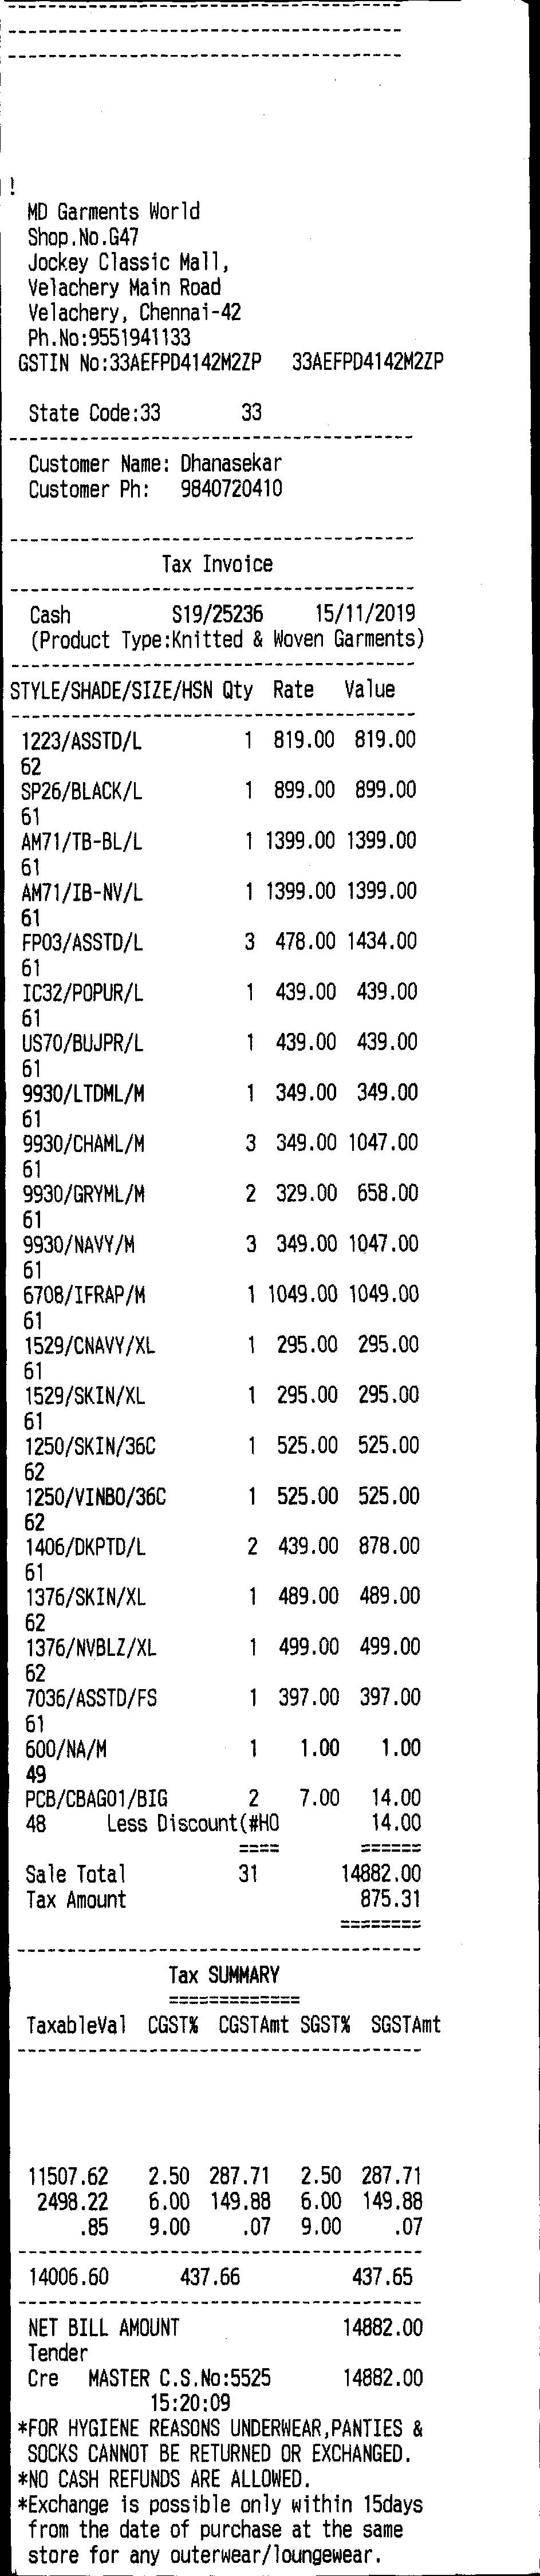 !
MD Garments World
Shop.No.G47
Jockey Classic Mall,
Velachery Main Road
Velachery, Chennai-42
Ph.No:9551941133
GSTIN No:33AEFPD4142M2ZP 33AEFPD4142M2ZP
State Code:33 33
Customer Name: Dhanasekar
Customer Ph: 9840720410
Tax Invoice
Cash S19/25236 15/11/2019
(Product Type:Knitted & Woven Garments)
STYLE/SHADE/SIZE/HSN Qty Rate Value
1223/ASSTD/L 1 819.00 819.00
62
SP26/BLACK/L 1 899.00 899.00
61
AM71/TB-BL/L 1 1399.00 1399.00
61
AM71/IB-NV/L 1 1399.00 1399.00
61
FP03/ASSTD/L 3 478.00 1434.00
61
IC32/POPUR/L 1 439.00 439.00
61
US70/BUJPR/L 1 439.00 439.00
61
9930/LTDML/M 1 349.00 349.00
61
9930/CHAML/M 3 349.00 1047.00
61
9930/GRYML/M 2 329.00 658.00
61
9930/NAVY/M 3 349.00 1047.00
61
6708/IFRAP/M 1 1049.00 1049.00
61
1529/CNAVY/XL 1 295.00 295.00
61
1529/SKIN/XL 1 295.00 295.00
61
1250/SKIN/36C 1 525.00 525.00
62
1250/VINBO/36C 1 525.00 525.00
62
1406/DKPTD/L 2 439.00 878.00
61
1376/SKIN/XL 1 489.00 489.00
62
1376/NVBLZ/XL 1 499.00 499.00
62
7036/ASSTD/FS 1 397.00 397.00
61
600/NA/M 1 1.00 1.00
49
PCB/CBAG01/BIG 2 7.00 14.00
48 Less Discount(#HO 14.00
==== ======
Sale Total 31 14882.00
Tax Amount 875.31
========
Tax SUMMARY
=============
TaxableVal CGST% CGSTAmt SGST% SGSTAmt
11507.62 2.50 287.71 2.50 287.71
2498.22 6.00 149.88 6.00 149.88
.85 9.00 .07 9.00 .07
14006.60 437.66 437.65
NET BILL AMOUNT 14882.00
Tender
Cre MASTER C.S.No:5525 14882.00
15:20:09
*FOR HYGIENE REASONS UNDERWEAR,PANTIES &
SOCKS CANNOT BE RETURNED OR EXCHANGED.
*NO CASH REFUNDS ARE ALLOWED.
*Exchange is possible only within 15days
from the date of purchase at the same
store for any outerwear/loungewear.